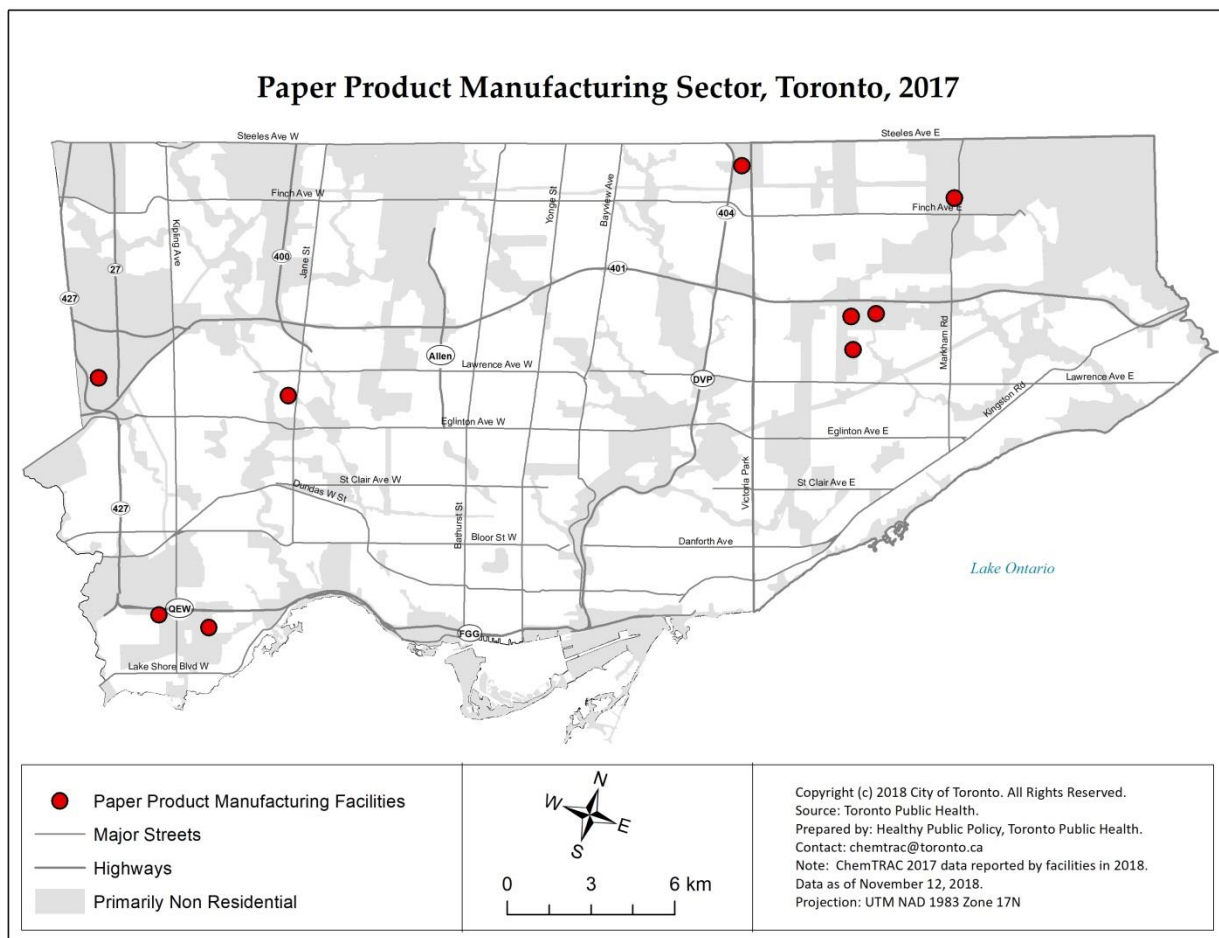 Paper Product Manufacturing Sector, Toronto, 2017
Steeles Ave W
Steeles Ave E
Finch Ave W
Finch Ave E
Kipling Ave
27
427
400
Jane St
Yonge St
Bayview Ave
404
401
Allen
Lawrence Ave W
DVP
Markham Rd
Lawrence Ave E
Kingston Rd
Eglinton Ave W
Eglinton Ave E
Victoria Park
St Clair Ave W
St Clair Ave E
Dundas W St
427
Bathurst St
Bloor St W
Danforth Ave
Lake Ontario
QEW
FGG
Lake Shore Blvd W
Paper Product Manufacturing Facilities
Major Streets
Highways
Primarily Non Residential
N
W
E
S
0 3 6 km
Copyright (c) 2018 City of Toronto. All Rights Reserved.
Source: Toronto Public Health.
Prepared by: Healthy Public Policy, Toronto Public Health.
Contact: chemtrac@toronto.ca
Note: ChemTRAC 2017 data reported by facilities in 2018.
Data as of November 12, 2018.
Projection: UTM NAD 1983 Zone 17N